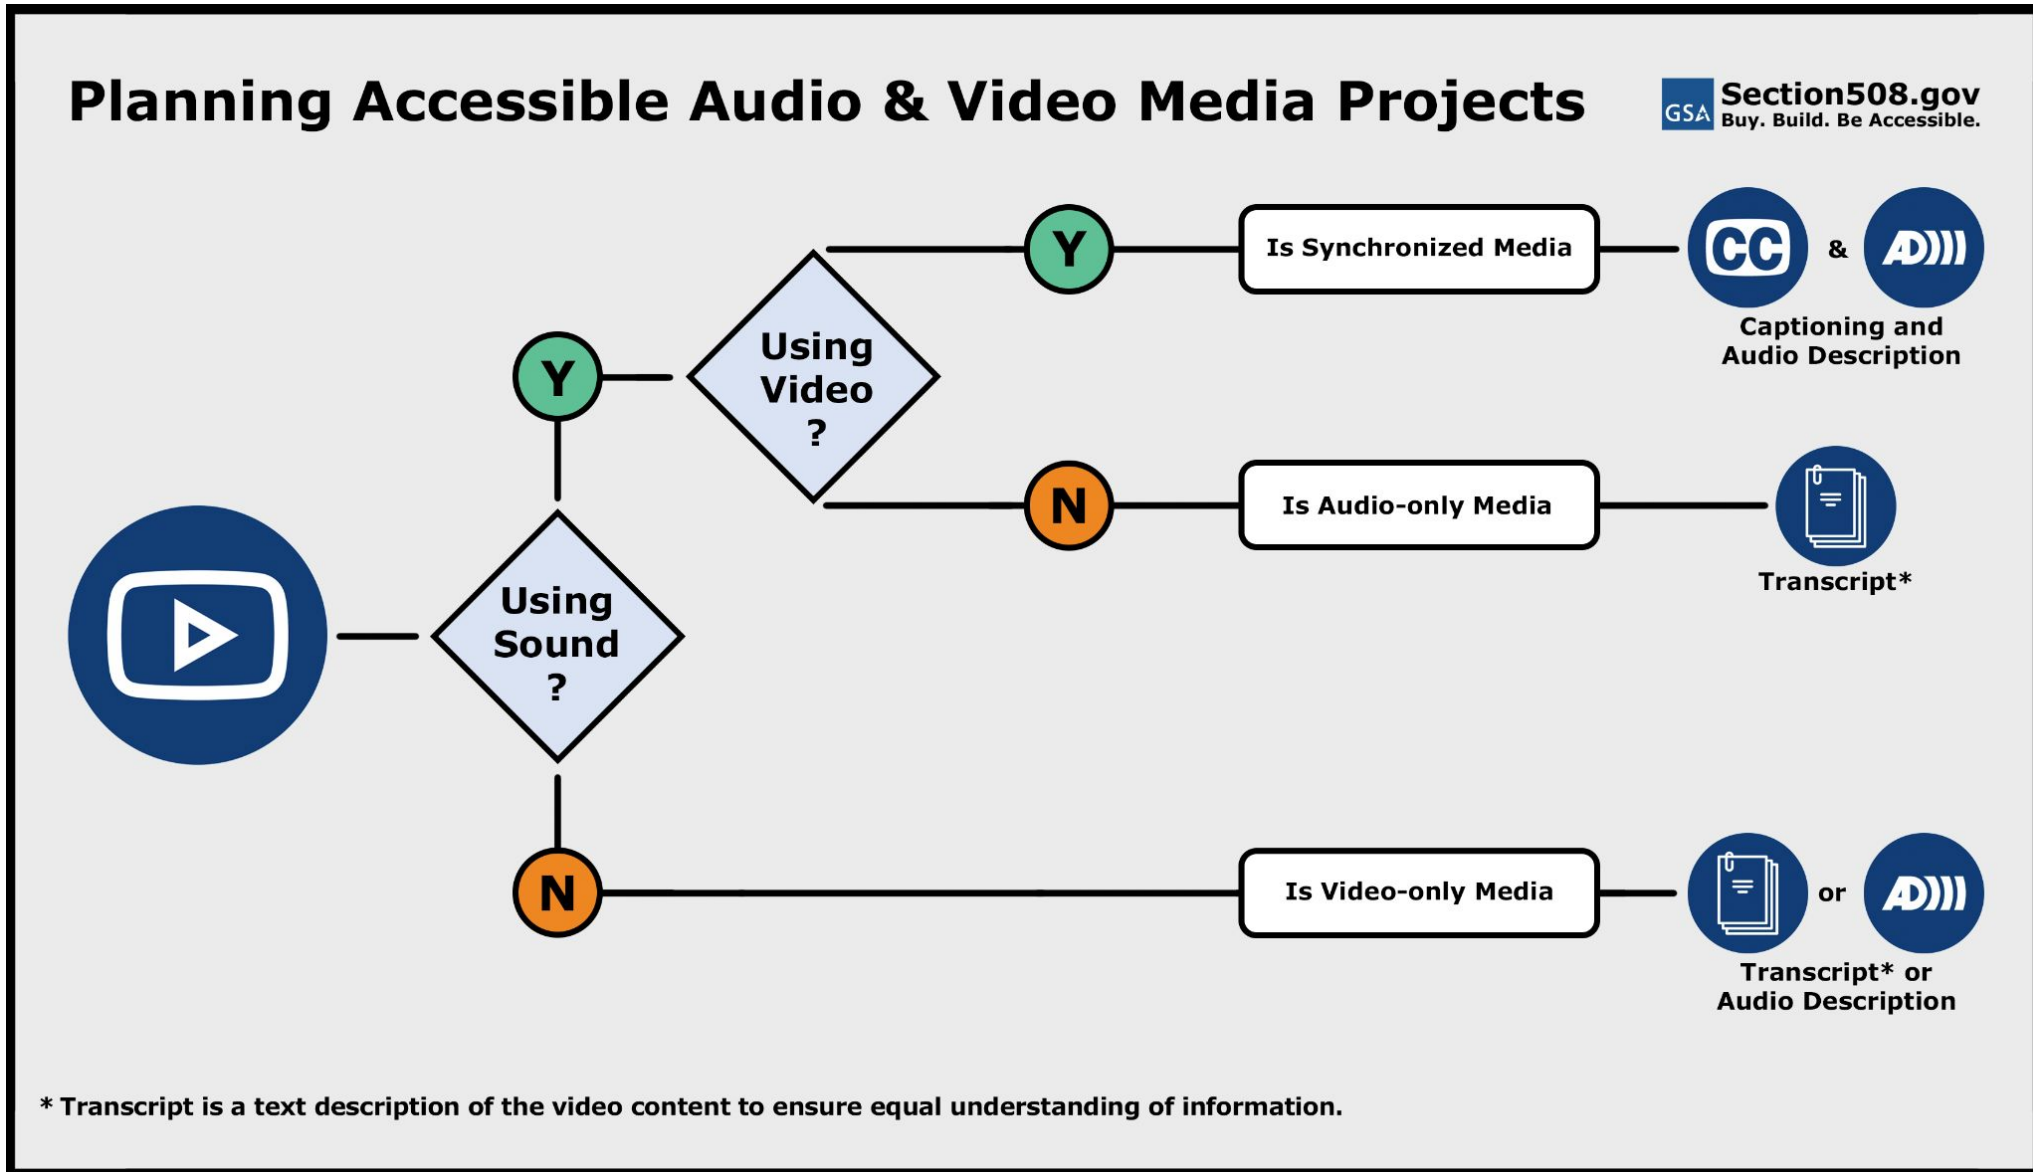 Planning Accessible Audio & Video Media Projects
GSA
Section508.gov
Buy. Build. Be Accessible.
Y
Is Synchronized Media
CC
&
AD
Captioning and
Audio Description
Using
Video
?
Y
N
Is Audio-only Media
Transcript*
Using
Sound
?
N
Is Video-only Media
or
AD
Transcript* or
Audio Description
* Transcript is a text description of the video content to ensure equal understanding of information.